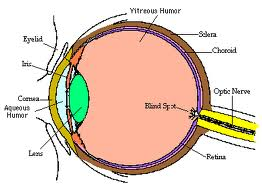 Vitreous Humor
Eyelid
Sclera
Choroid
Iris
Optic Nerve
Cornea
Blind Spot
Aqueous
Humor
Lens
Retina